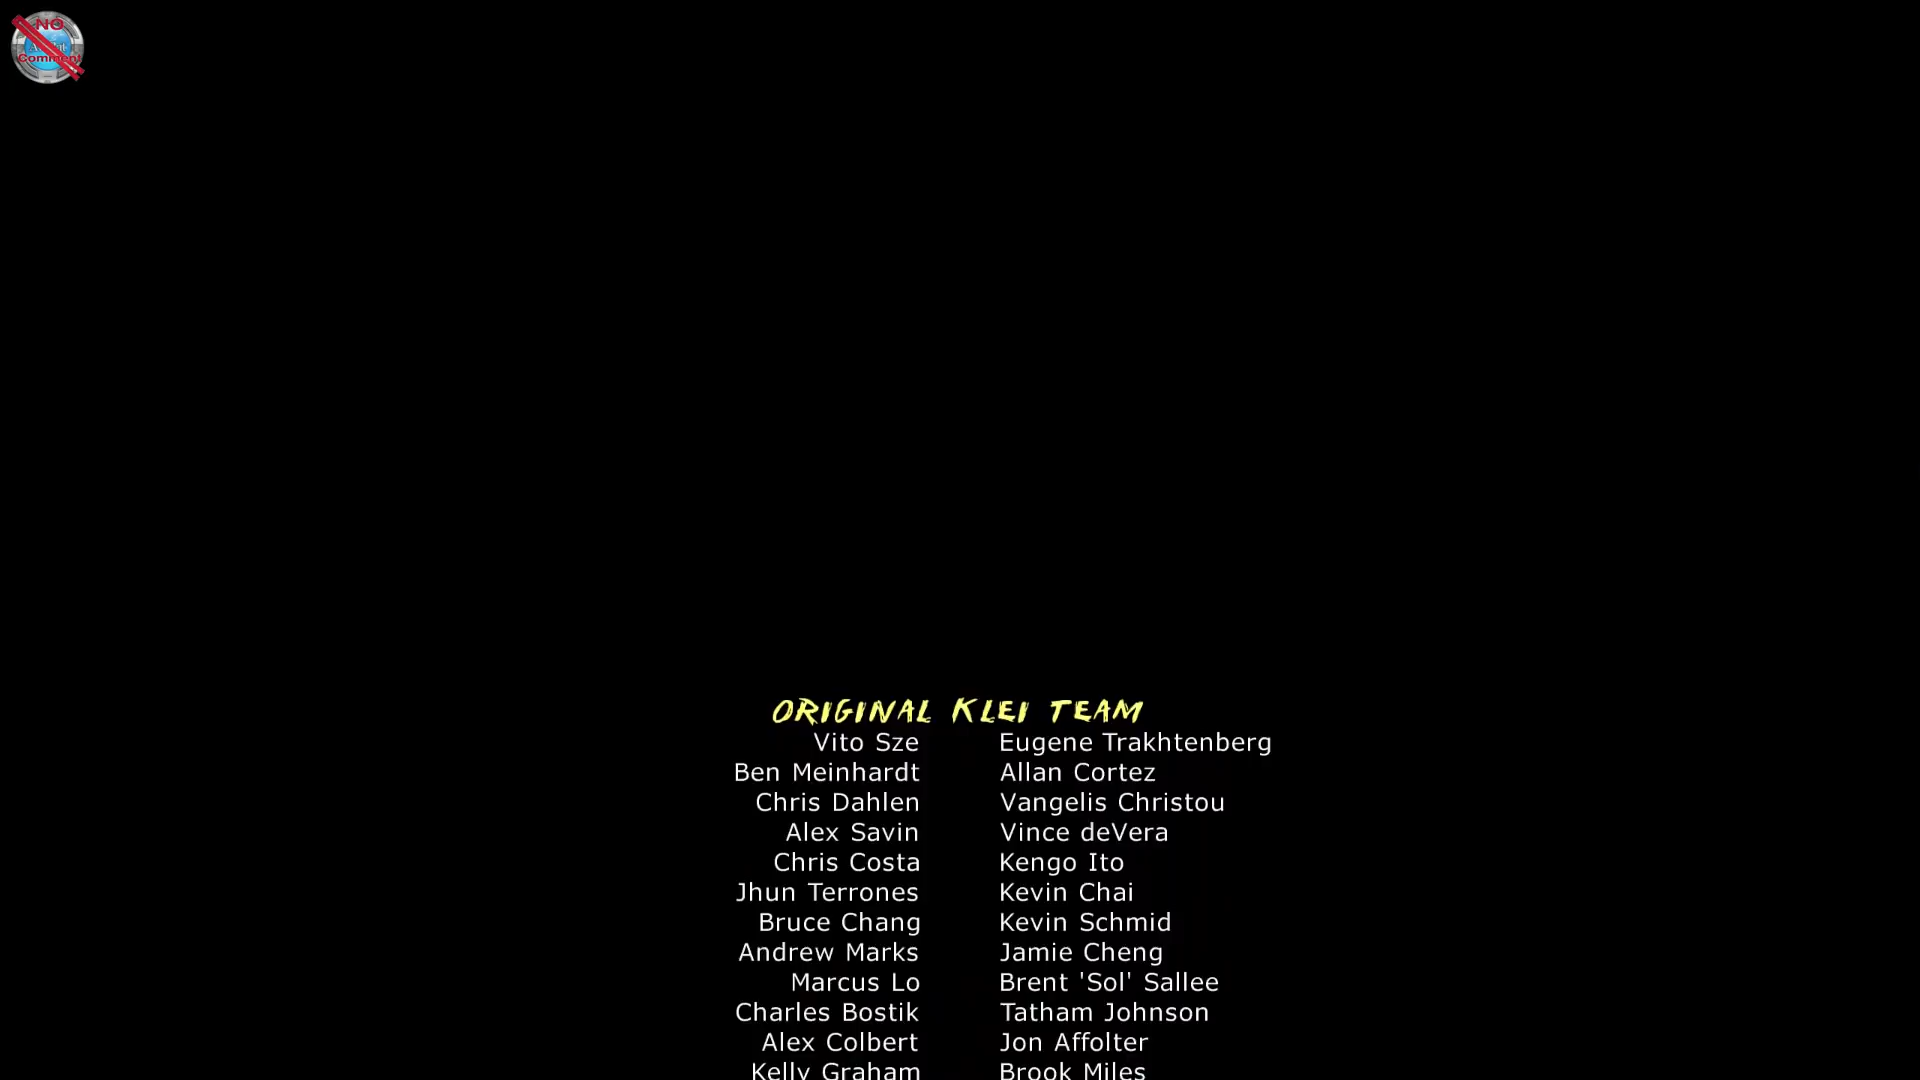 NO
Comment
ORIGINAL KLEI TEAM
Vito Sze Eugene Trakhtenberg
Ben Meinhardt Allan Cortez
Chris Dahlen Vangelis Christou
Alex Savin Vince deVera
Chris Costa Kengo Ito
Jhun Terrones Kevin Chai
Bruce Chang Kevin Schmid
Andrew Marks Jamie Cheng
Marcus Lo Brent 'Sol' Sallee
Charles Bostik Tatham Johnson
Alex Colbert Jon Affolter
Kelly Graham Brook Miles